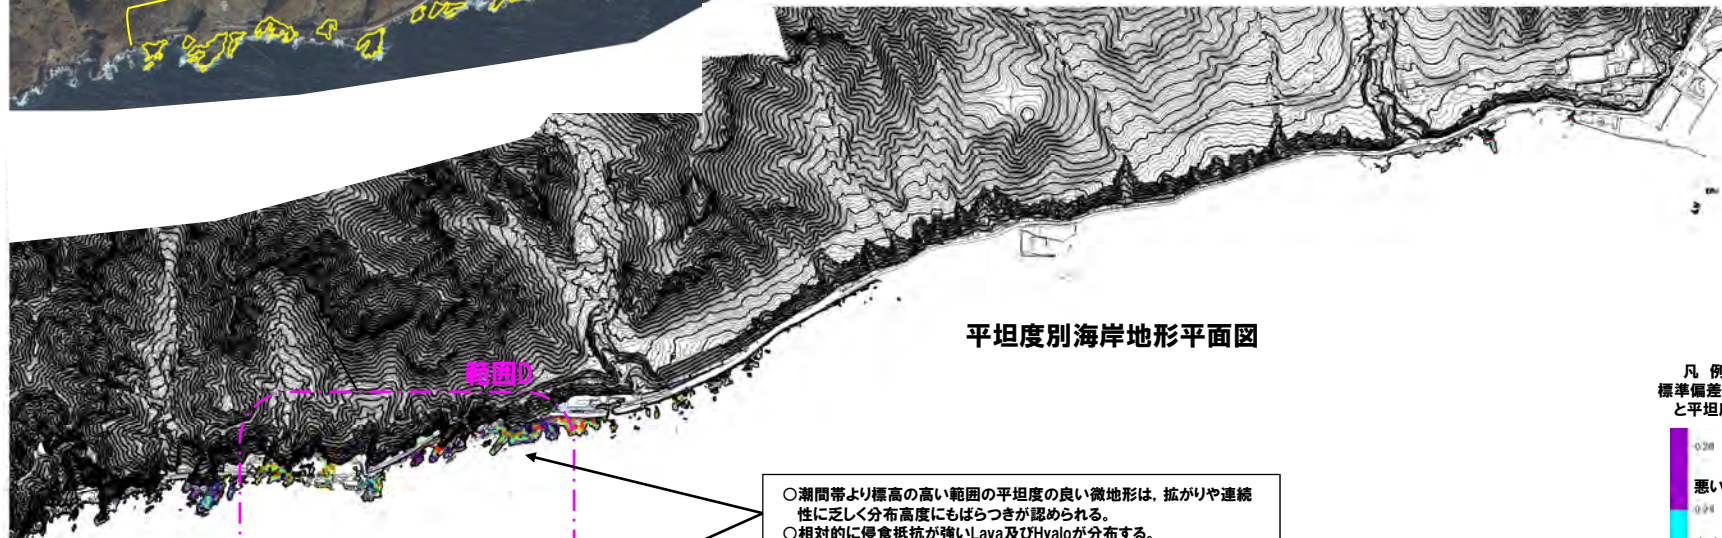 平坦度別海岸地形平面図
範囲D
凡 例
標準偏差
と平坦
悪い
○潮間帯より標高の高い範囲の平坦度の良い微地形は，拡がりや連続
性に乏しく分布高度にもばらつきが認められる。
○相対的に侵食抵抗が強いLava及びHyaloが分布する。